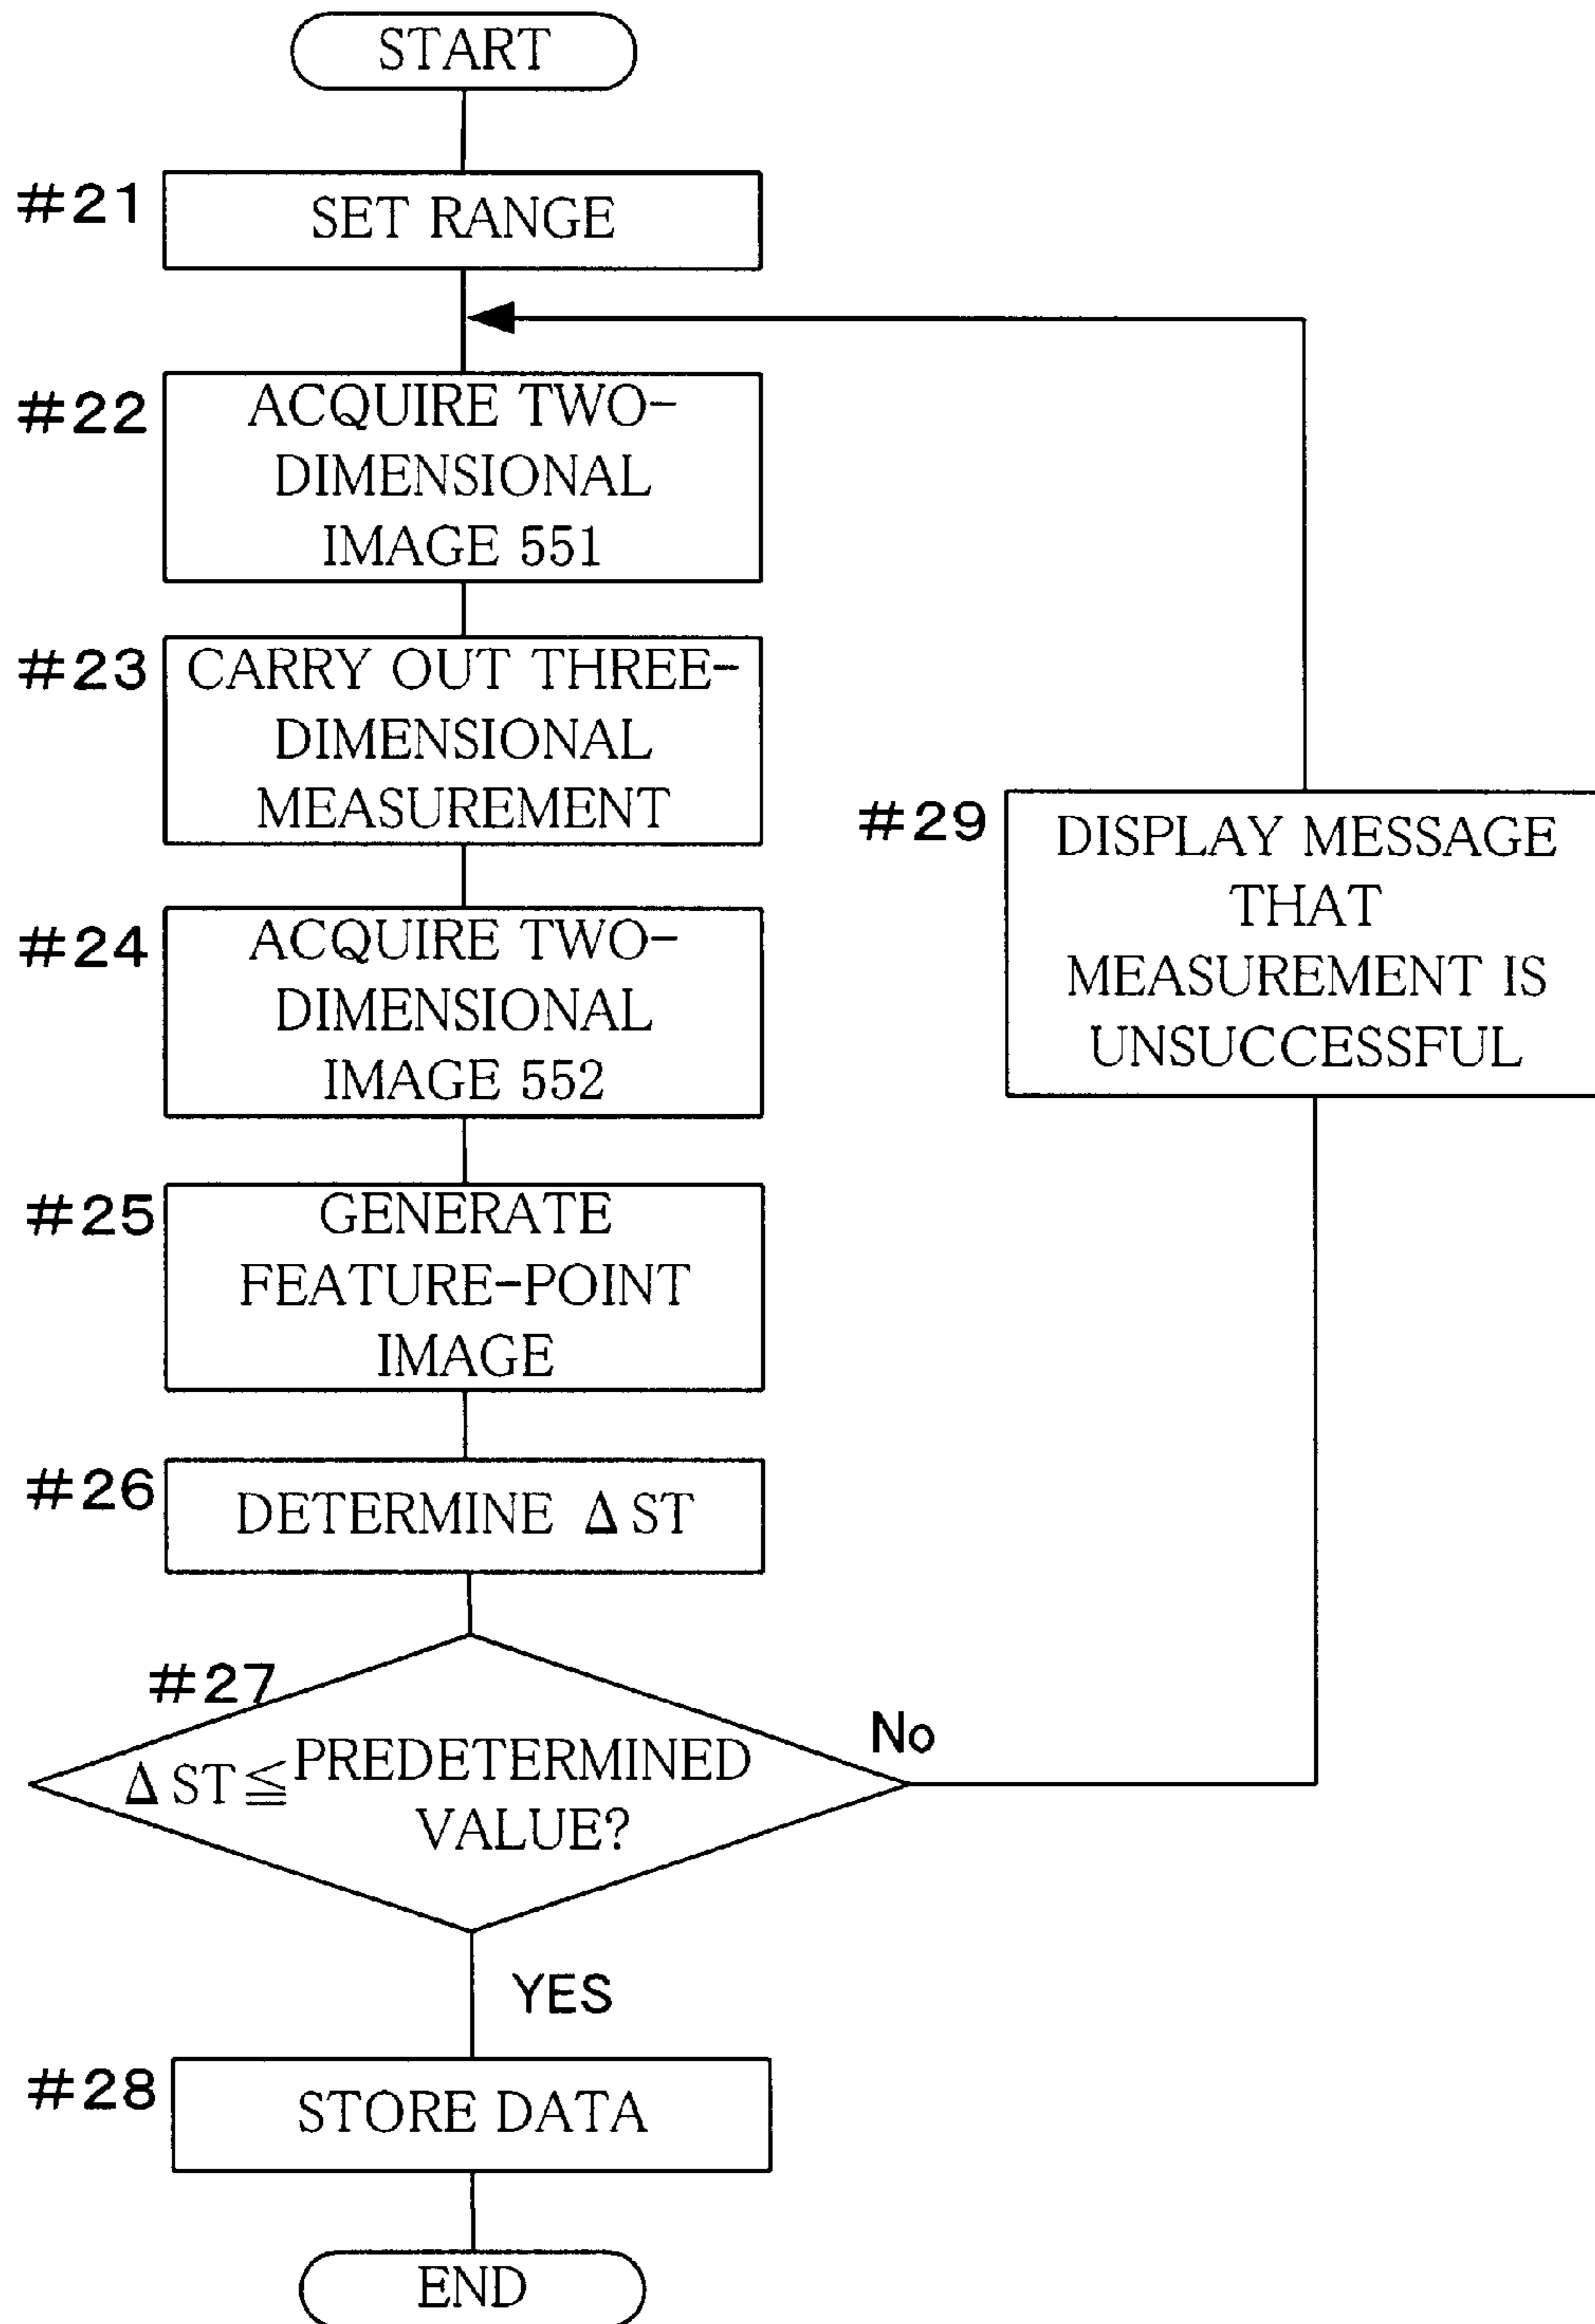 START
#21
SET RANGE
#22
ACQUIRE TWO-
DIMENSIONAL
IMAGE 551
#23
CARRY OUT THREE-
DIMENSIONAL
MEASUREMENT
#24
ACQUIRE TWO-
DIMENSIONAL
IMAGE 552
#25
GENERATE
FEATURE-POINT
IMAGE
#26
DETERMINE Δ ST
#27
Δ ST ≦ PREDETERMINED
VALUE?
No
#29
DISPLAY MESSAGE
THAT
MEASUREMENT IS
UNSUCCESSFUL
YES
#28
STORE DATA
END